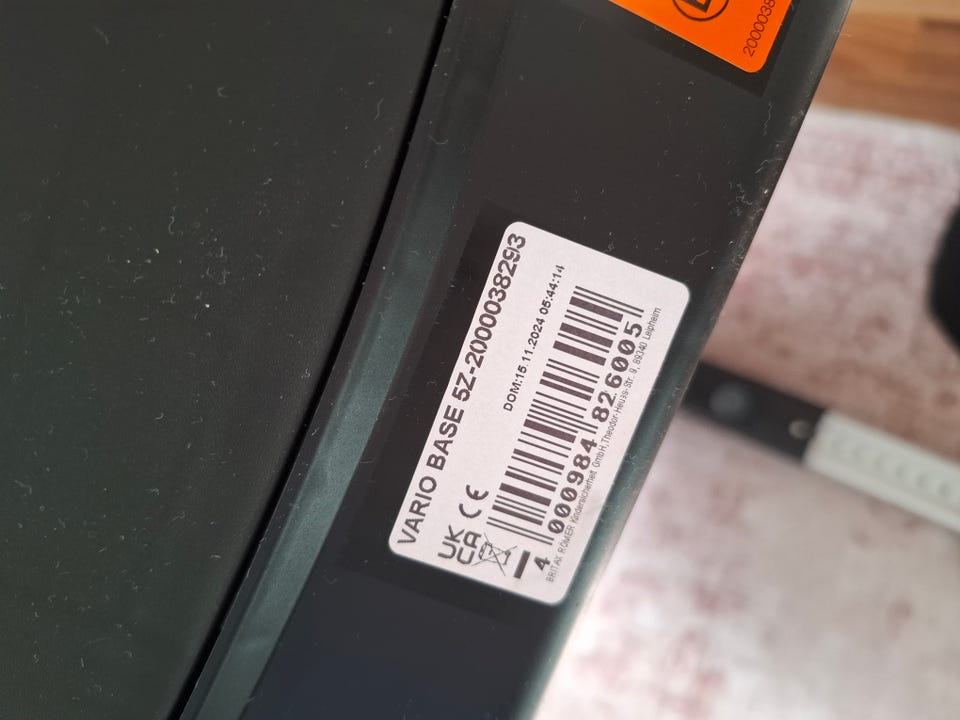 2000038
VARIO BASE 5Z-2000038293
DOM:15.11.2024 05:44:14
UK
CA CE
4 000984 826005
BRITAX RÖMER Kindersicherheit GmbH,Theodor-Heuss-Str. 9, 89340 Leipheim